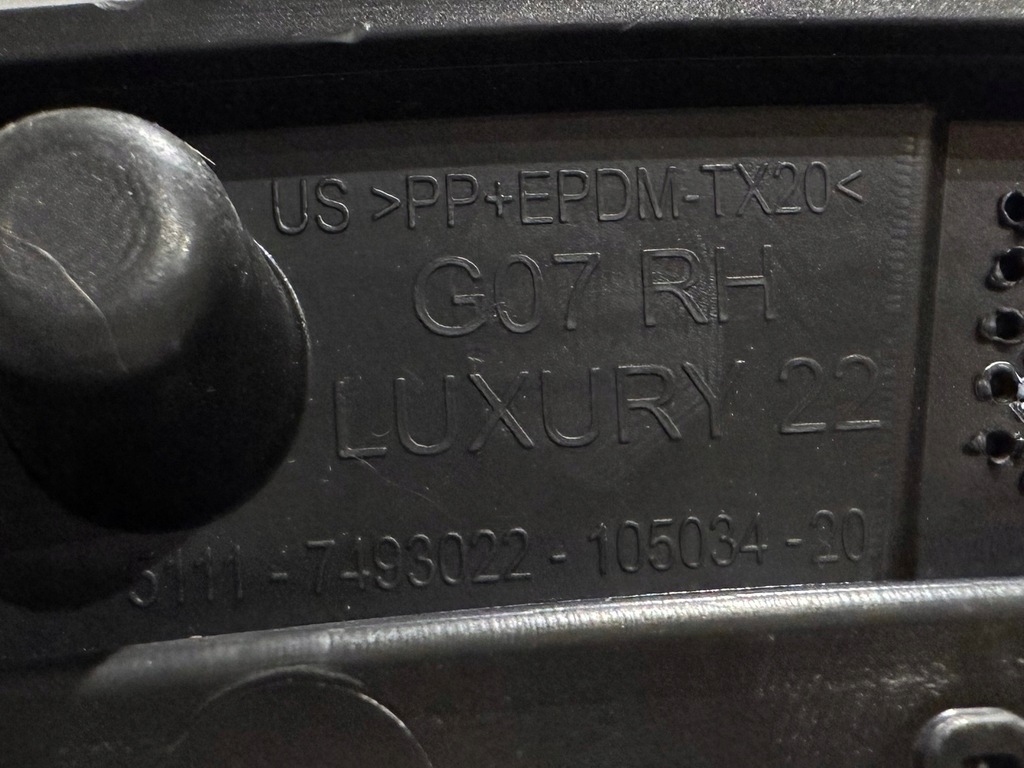 US >PP+EPDM-TX20<
G07 RH
LUXURY 22
5111 - 7493022 - 105034 - 20